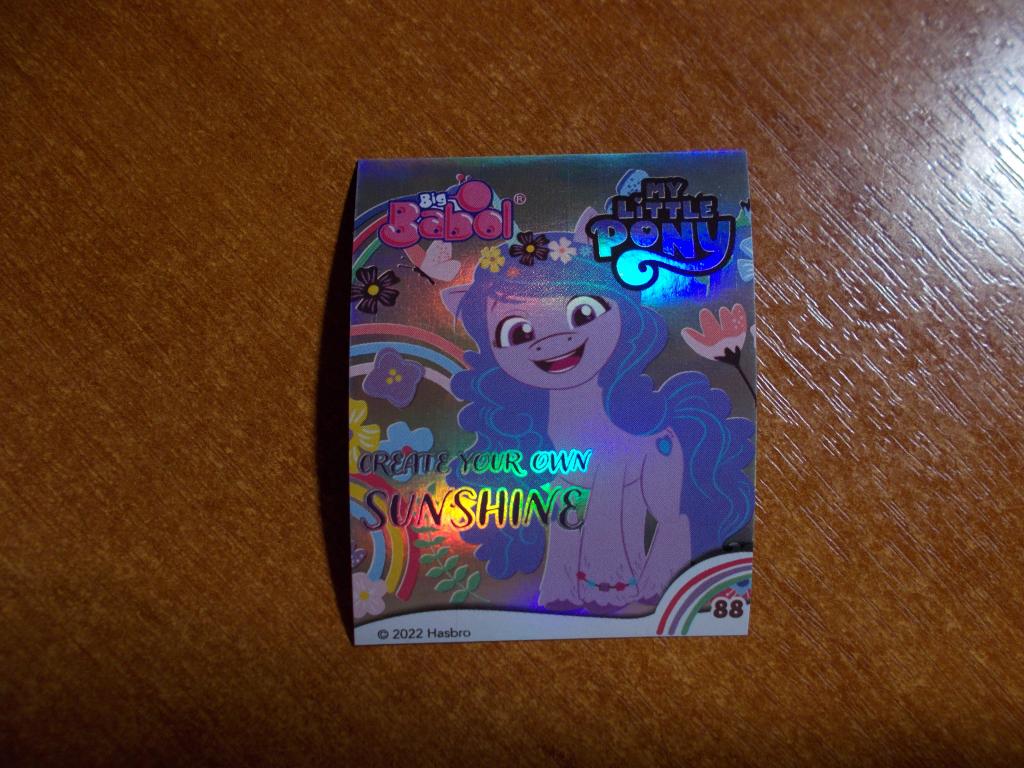 Big Babol®
MY
LITTLE
PONY
CREATE YOUR OWN
SUNSHINE
88
© 2022 Hasbro